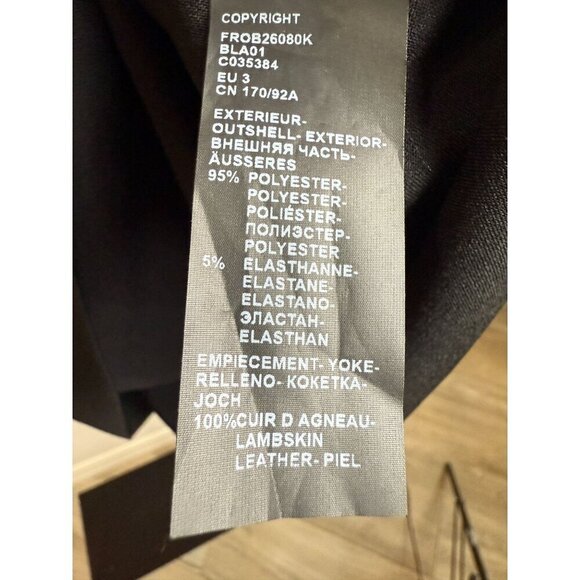 COPYRIGHT
FROB26080K
BLA01
C035384
EU 3
CN 170/92A
EXTERIEUR-
OUTSHELL- EXTERIOR-
ВНЕШНЯЯ ЧАСТЬ-
ÄUSSERES
95% POLYESTER-
POLYESTER-
POLIÉSTER-
ПОЛИЭСТЕР-
POLYESTER
5% ELASTHANNE-
ELASTANE-
ELASTANO-
ЭЛАСТАН-
ELASTHAN
EMPIECEMENT- YOKE-
RELLENO- KOKETKA-
JOCH
100%CUIR D AGNEAU-
LAMBSKIN
LEATHER- PIEL